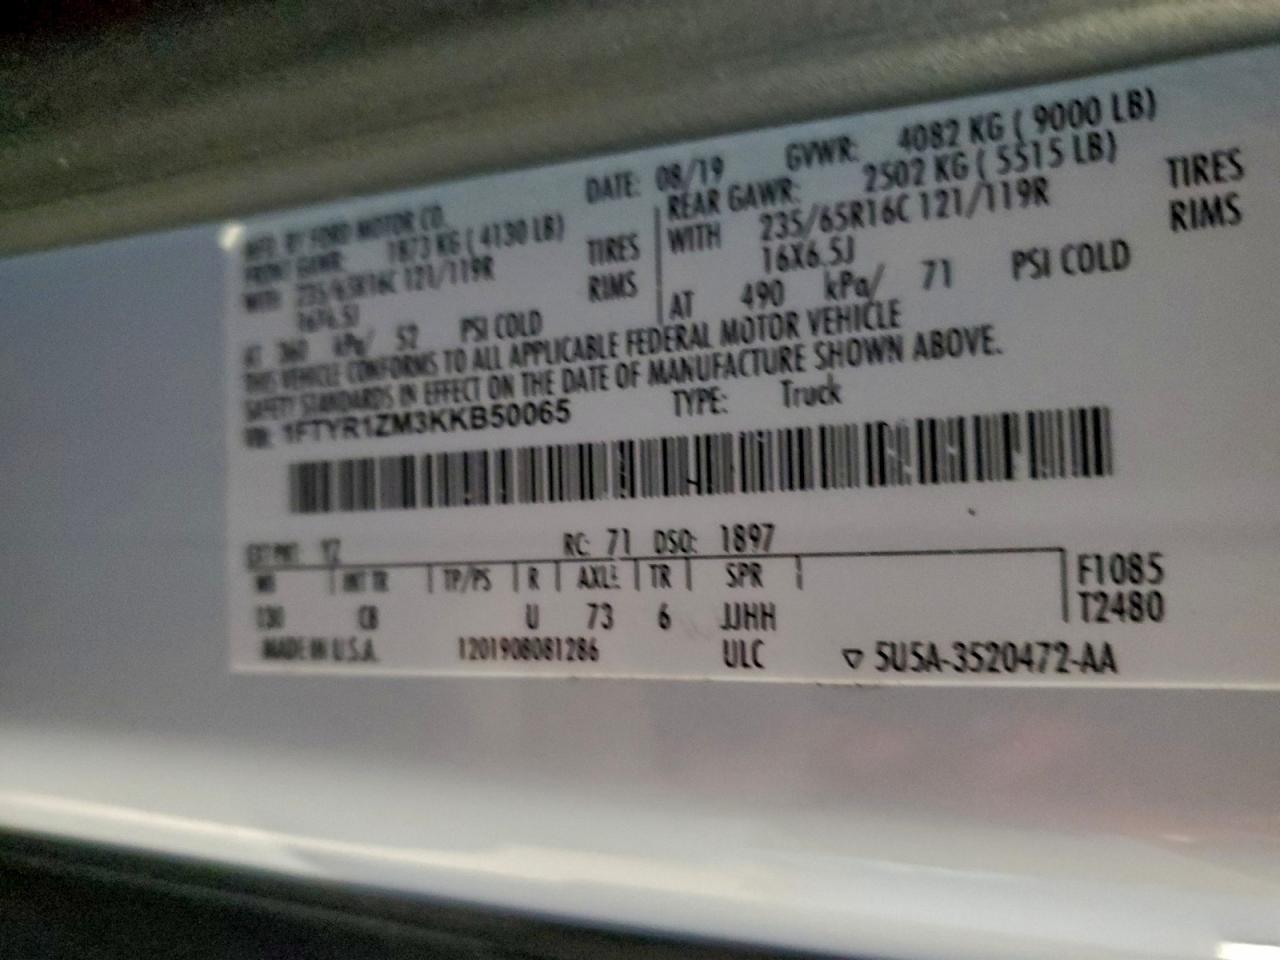 MFD. BY FORD MOTOR CO.
DATE: 08/19 GVWR: 4082 KG ( 9000 LB)
FRONT GAWR: 1873 KG ( 4130 LB)
REAR GAWR: 2502 KG ( 5515 LB)
WITH 235/65R16C 121/119R TIRES
WITH 235/65R16C 121/119R TIRES
16X6.5J RIMS
16X6.5J RIMS
AT 360 kPa/ 52 PSI COLD
AT 490 kPa/ 71 PSI COLD
THIS VEHICLE CONFORMS TO ALL APPLICABLE FEDERAL MOTOR VEHICLE
SAFETY STANDARDS IN EFFECT ON THE DATE OF MANUFACTURE SHOWN ABOVE.
VIN: 1FTYR1ZM3KKB50065 TYPE: Truck
EXT PNT: YZ RC: 71 DSO: 1897
WB INT TR TP/PS R AXLE TR SPR F1085
130 CB U 73 6 JJHH T2480
MADE IN U.S.A. 1201908081286 ULC ▽ 5U5A-3520472-AA